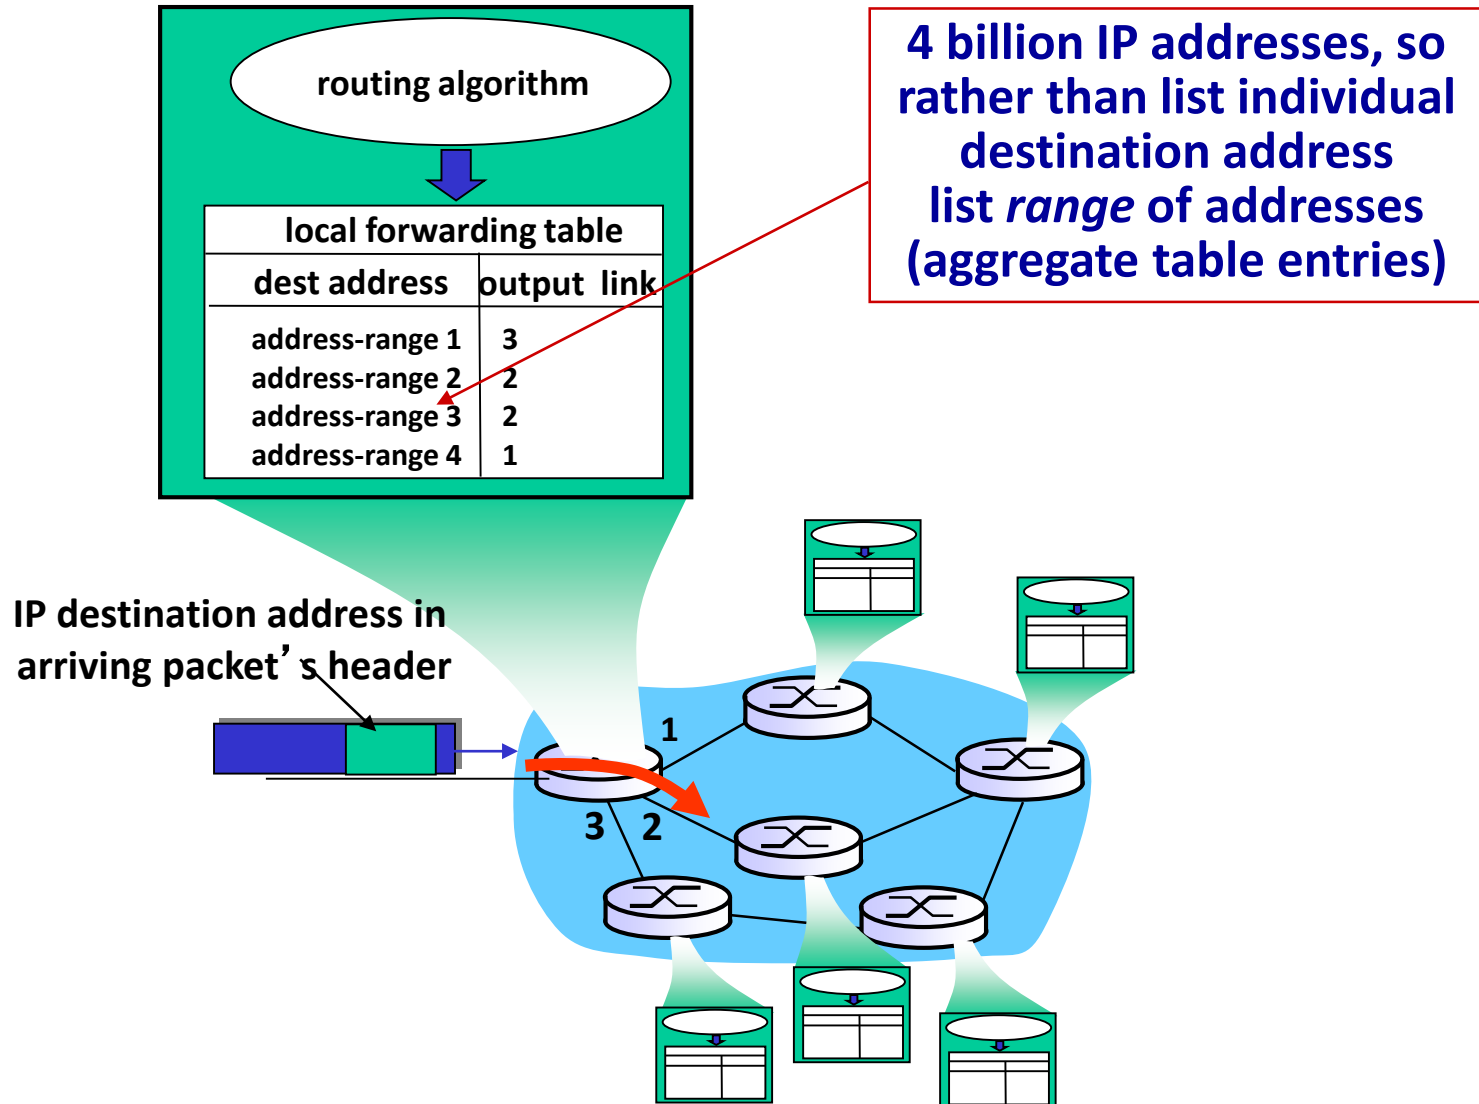 routing algorithm
local forwarding table
dest address output link
address-range 1 3
address-range 2 2
address-range 3 2
address-range 4 1
4 billion IP addresses, so
rather than list individual
destination address
list range of addresses
(aggregate table entries)
IP destination address in
arriving packet’s header
1
3 2